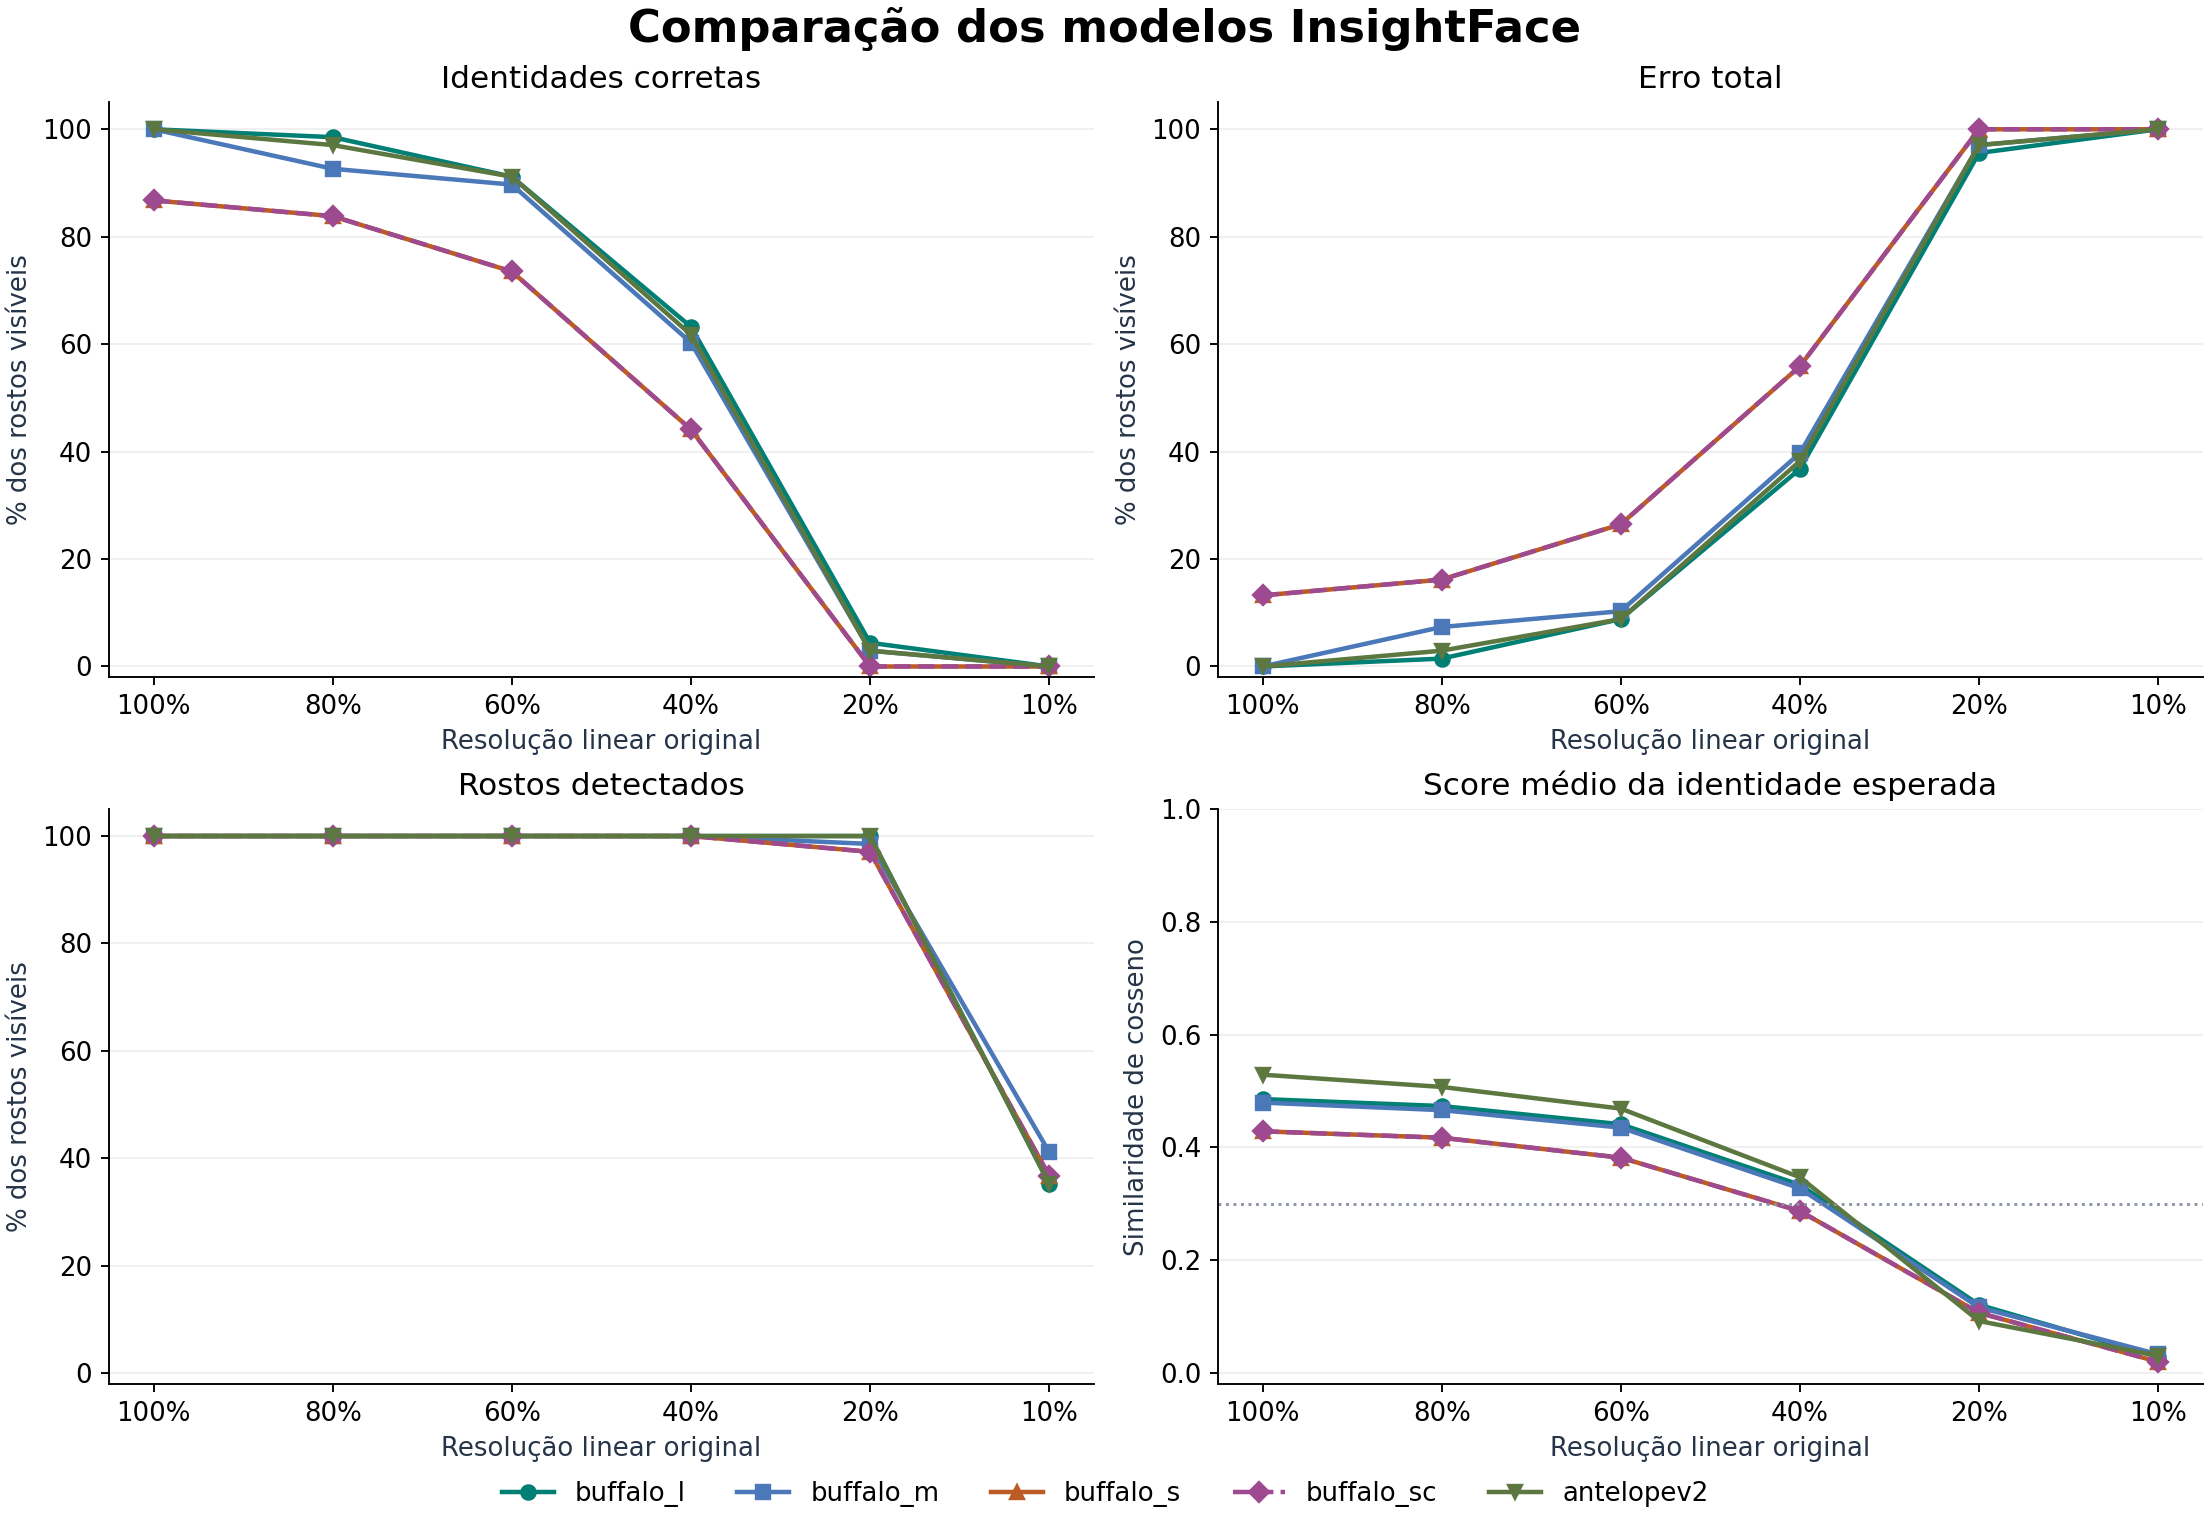 Comparação dos modelos InsightFace
Identidades corretas
% dos rostos visíveis
100
80
60
40
20
0
100% 80% 60% 40% 20% 10%
Resolução linear original
Erro total
% dos rostos visíveis
100
80
60
40
20
0
100% 80% 60% 40% 20% 10%
Resolução linear original
Rostos detectados
% dos rostos visíveis
100
80
60
40
20
0
100% 80% 60% 40% 20% 10%
Resolução linear original
Score médio da identidade esperada
Similaridade de cosseno
1.0
0.8
0.6
0.4
0.2
0.0
100% 80% 60% 40% 20% 10%
Resolução linear original
buffalo_l buffalo_m buffalo_s buffalo_sc antelopev2